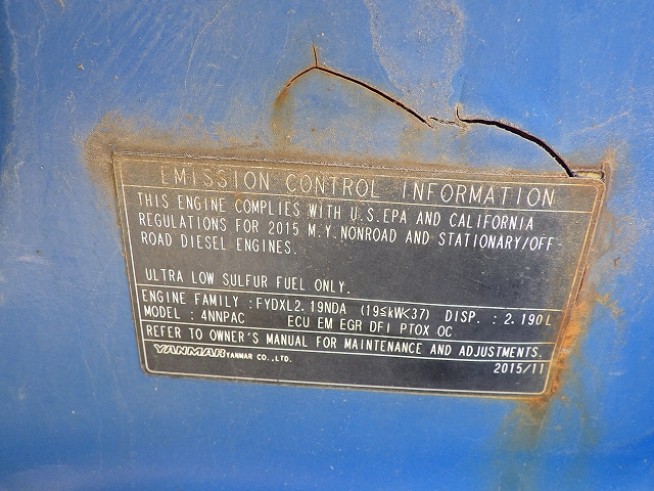 EMISSION CONTROL INFORMATION
THIS ENGINE COMPLIES WITH U.S.EPA AND CALIFORNIA
REGULATIONS FOR 2015 M.Y.NONROAD AND STATIONARY/OFF-
ROAD DIESEL ENGINES.
ULTRA LOW SULFUR FUEL ONLY.
ENGINE FAMILY :FYDXL2.19NDA (19≤kW<37) DISP.:2.190L
MODEL : 4NNPAC ECU EM EGR DFI PTOX OC
REFER TO OWNER'S MANUAL FOR MAINTENANCE AND ADJUSTMENTS.
YANMAR YANMAR CO.,LTD. 2015/11